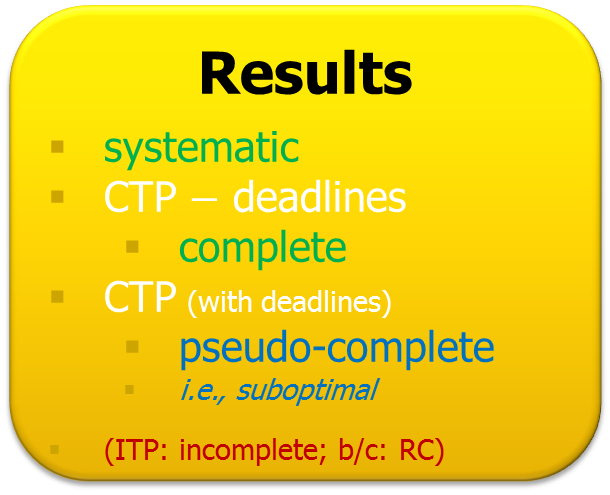 Results
systematic
CTP – deadlines
complete
CTP (with deadlines)
pseudo-complete
i.e., suboptimal
(ITP: incomplete; b/c: RC)